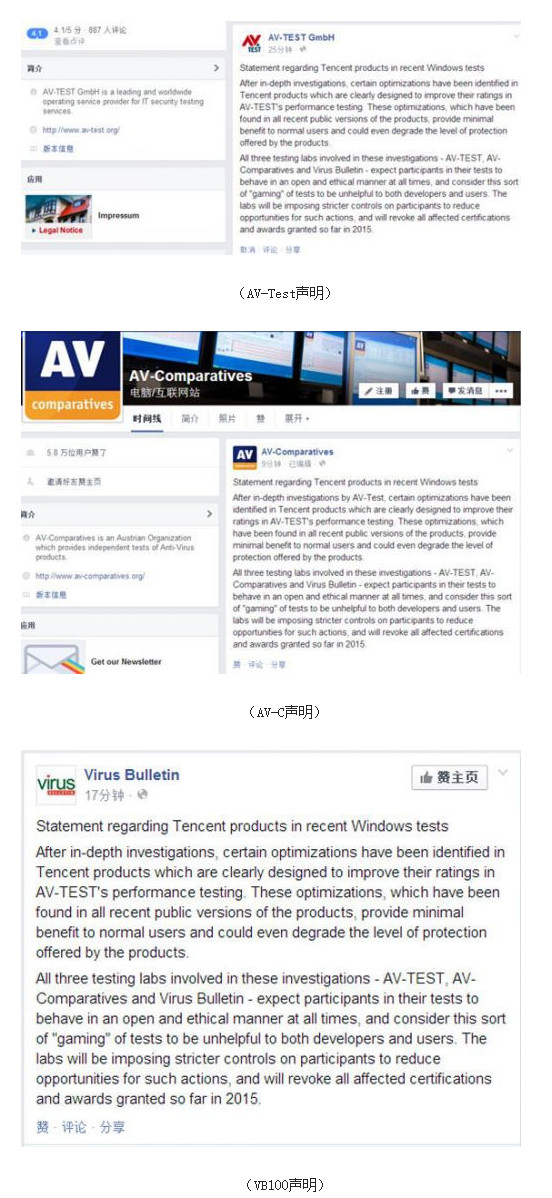 4.1
4.1/5 分 · 887 人评论
查看点评
简介
AV-TEST GmbH is a leading and worldwide
operating service provider for IT security testing
services.
http://www.av-test.org/
版本信息
应用
Legal Notice
Impressum
AV TEST
AV-TEST GmbH
25分钟 ·
Statement regarding Tencent products in recent Windows tests
After in-depth investigations, certain optimizations have been identified in
Tencent products which are clearly designed to improve their ratings in
AV-TEST's performance testing. These optimizations, which have been
found in all recent public versions of the products, provide minimal
benefit to normal users and could even degrade the level of protection
offered by the products.
All three testing labs involved in these investigations - AV-TEST, AV-
Comparatives and Virus Bulletin - expect participants in their tests to
behave in an open and ethical manner at all times, and consider this sort
of "gaming" of tests to be unhelpful to both developers and users. The
labs will be imposing stricter controls on participants to reduce
opportunities for such actions, and will revoke all affected certifications
and awards granted so far in 2015.
取消 · 评论 · 分享
（AV-Test声明）
AV
comparatives
AV-Comparatives
电脑/互联网站
注册
赞
发消息
•••
时间线
简介
照片
赞
展开
5.8 万位用户赞了
邀请好友赞主页
简介
AV-Comparatives is an Austrian Organization
which provides independent tests of Anti-Virus
products.
http://www.av-comparatives.org/
版本信息
应用
Get our Newsletter
AV
comparatives
AV-Comparatives
9分钟 · 已编辑 ·
Statement regarding Tencent products in recent Windows tests
After in-depth investigations by AV-Test, certain optimizations have been
identified in Tencent products which are clearly designed to improve their
ratings in AV-TEST's performance testing. These optimizations, which
have been found in all recent public versions of the products, provide
minimal benefit to normal users and could even degrade the level of
protection offered by the products.
All three testing labs involved in these investigations - AV-TEST, AV-
Comparatives and Virus Bulletin - expect participants in their tests to
behave in an open and ethical manner at all times, and consider this sort
of "gaming" of tests to be unhelpful to both developers and users. The
labs will be imposing stricter controls on participants to reduce
opportunities for such actions, and will revoke all affected certifications
and awards granted so far in 2015.
赞 · 评论 · 分享
（AV-C声明）
virus
BULLETIN
Virus Bulletin
17分钟 ·
赞主页
Statement regarding Tencent products in recent Windows tests
After in-depth investigations, certain optimizations have been identified in
Tencent products which are clearly designed to improve their ratings in
AV-TEST's performance testing. These optimizations, which have been
found in all recent public versions of the products, provide minimal
benefit to normal users and could even degrade the level of protection
offered by the products.
All three testing labs involved in these investigations - AV-TEST, AV-
Comparatives and Virus Bulletin - expect participants in their tests to
behave in an open and ethical manner at all times, and consider this sort
of "gaming" of tests to be unhelpful to both developers and users. The
labs will be imposing stricter controls on participants to reduce
opportunities for such actions, and will revoke all affected certifications
and awards granted so far in 2015.
赞 · 评论 · 分享
（VB100声明）